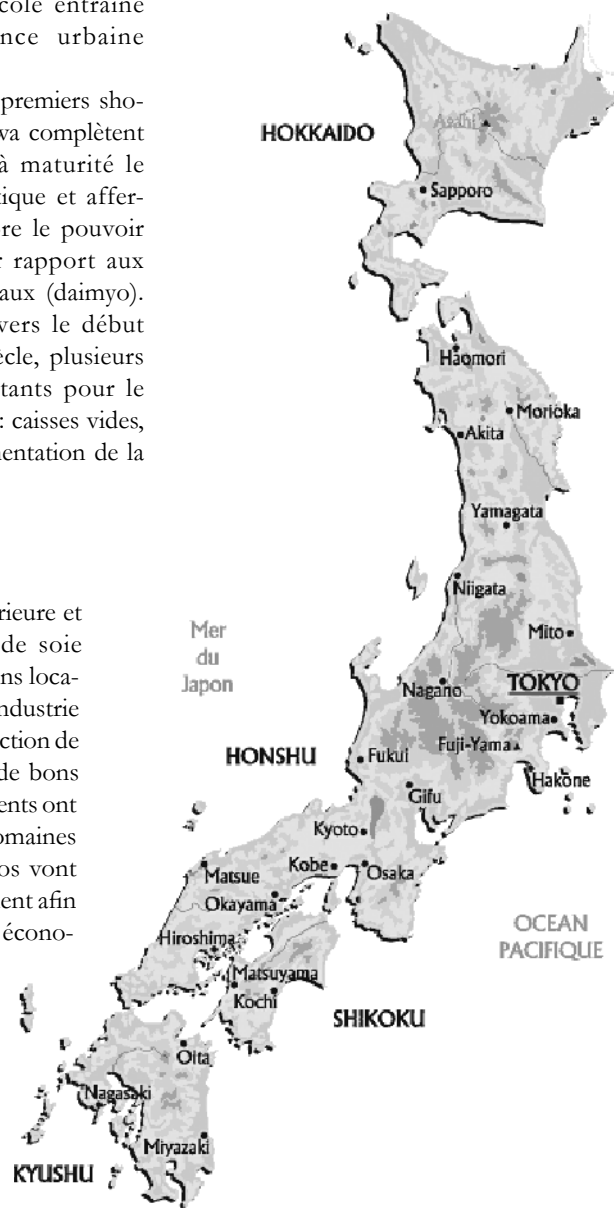 cole entraîne
ance urbaine
premiers sho-
va complètent
à maturité le
tique et affer-
re le pouvoir
r rapport aux
aux (daimyo).
vers le début
ècle, plusieurs
tants pour le
: caisses vides,
mentation de la
rieure et
de soie
ns loca-
ndustrie
ction de
de bons
ents ont
omaines
os vont
ent afin
écono-
HOKKAIDO
Asahi
Sapporo
Haomori
Morioka
Akita
Yamagata
Niigata
Mer
du
Japon
Mito
Nagano
TOKYO
Yokoama
HONSHU
Fukui
Fuji-Yama
Hakone
Gifu
Kyoto
Kobe
Osaka
Matsue
Okayama
OCEAN
PACIFIQUE
Hiroshima
Matsuyama
Kochi
SHIKOKU
Oita
Nagasaki
Miyazaki
KYUSHU